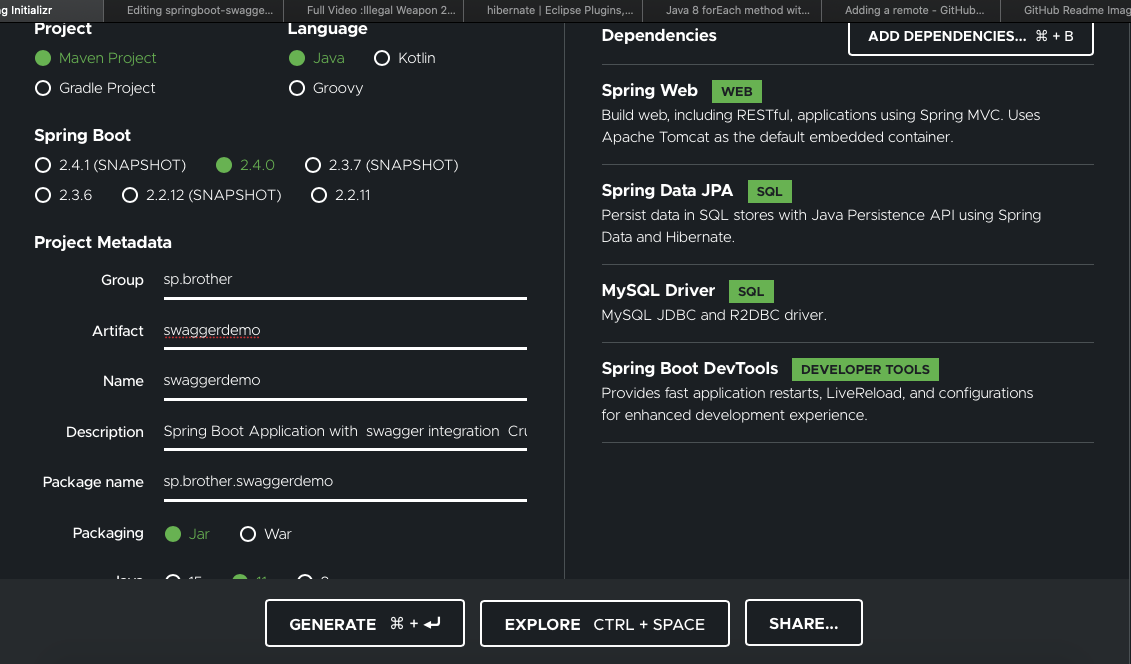 ng Initializr
Editing springboot-swagge...
Full Video :Illegal Weapon 2...
hibernate | Eclipse Plugins,...
Java 8 forEach method wit...
Adding a remote - GitHub...
GitHub Readme Imag
Project
Language
Maven Project
Java
Kotlin
Gradle Project
Groovy
Spring Boot
2.4.1 (SNAPSHOT)
2.4.0
2.3.7 (SNAPSHOT)
2.3.6
2.2.12 (SNAPSHOT)
2.2.11
Project Metadata
Group sp.brother
Artifact swaggerdemo
Name swaggerdemo
Description Spring Boot Application with  swagger integration  Cru
Package name sp.brother.swaggerdemo
Packaging Jar War
Java 15 11 8
Dependencies
ADD DEPENDENCIES... ⌘ + B
Spring Web WEB
Build web, including RESTful, applications using Spring MVC. Uses
Apache Tomcat as the default embedded container.
Spring Data JPA SQL
Persist data in SQL stores with Java Persistence API using Spring
Data and Hibernate.
MySQL Driver SQL
MySQL JDBC and R2DBC driver.
Spring Boot DevTools DEVELOPER TOOLS
Provides fast application restarts, LiveReload, and configurations
for enhanced development experience.
GENERATE ⌘ + ↵
EXPLORE CTRL + SPACE
SHARE...